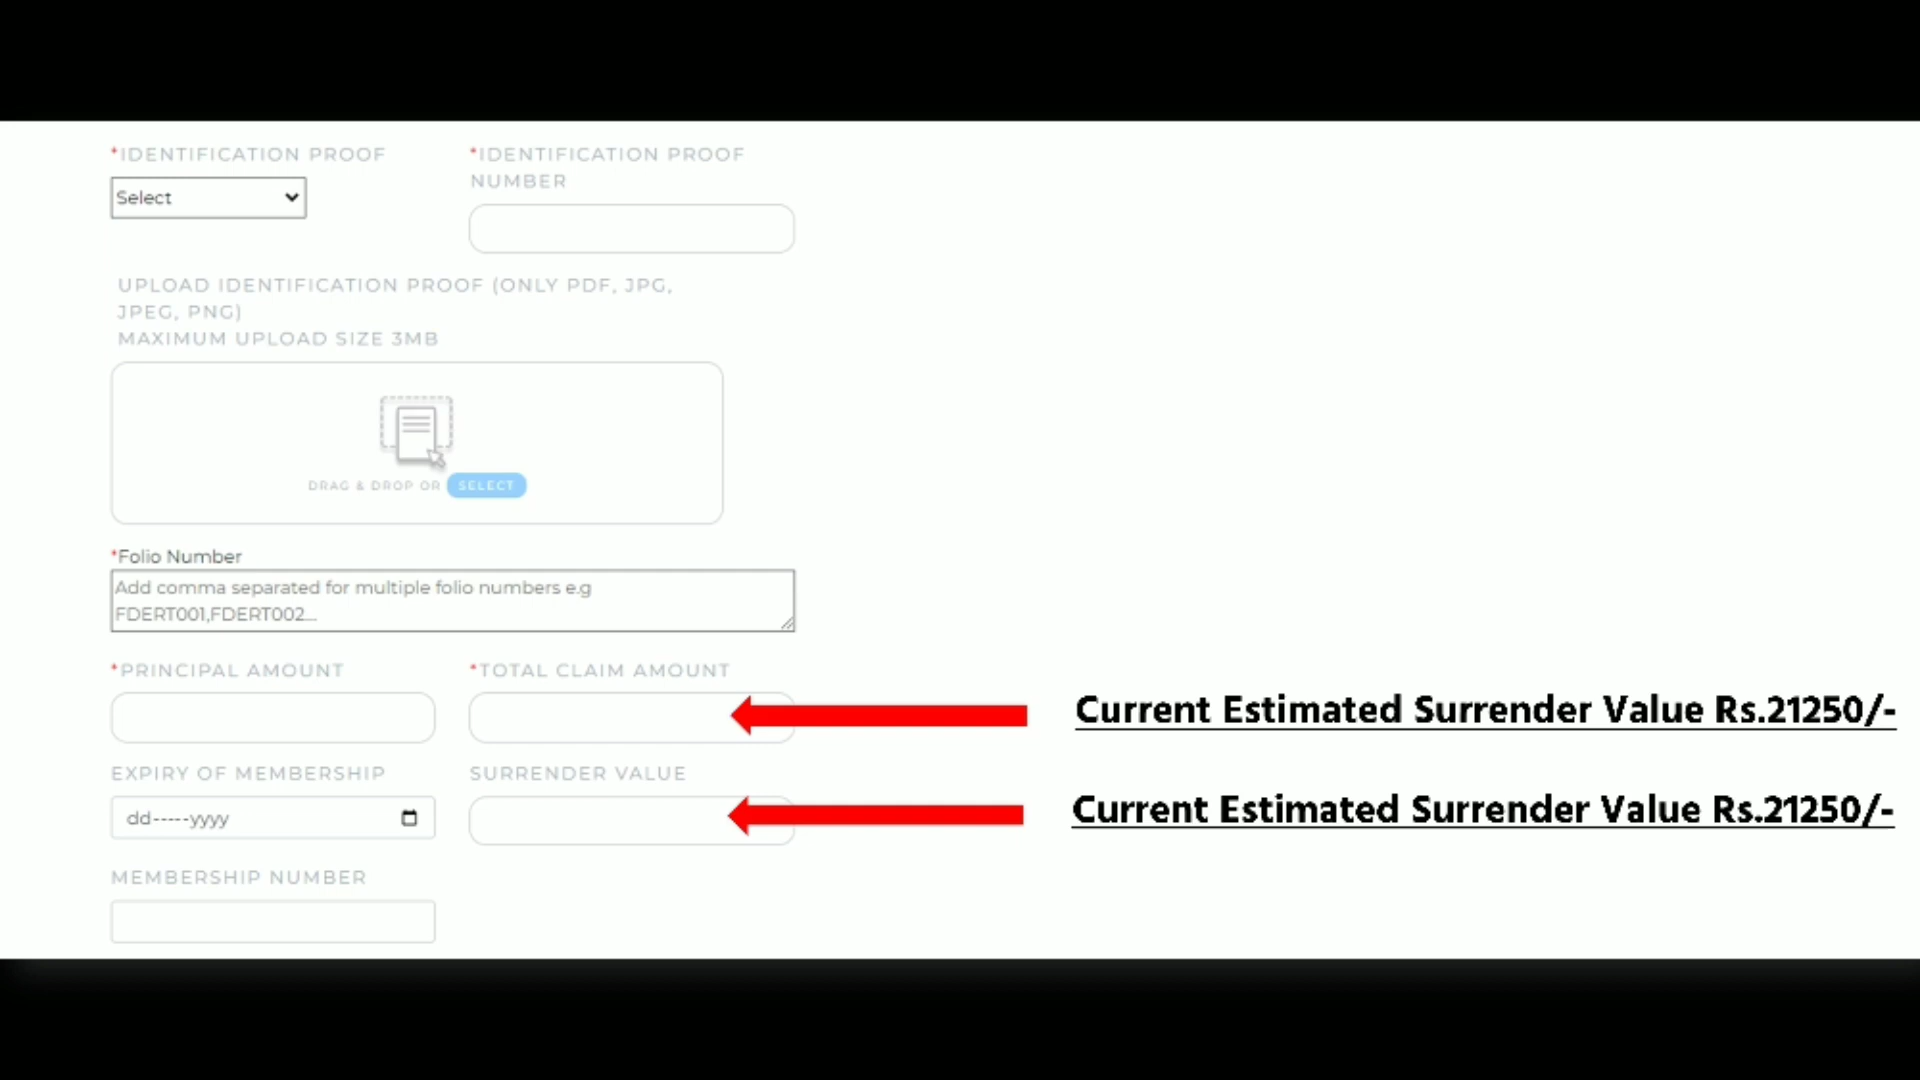 *IDENTIFICATION PROOF
Select
*IDENTIFICATION PROOF
NUMBER
UPLOAD IDENTIFICATION PROOF (ONLY PDF, JPG,
JPEG, PNG)
MAXIMUM UPLOAD SIZE 3MB
DRAG & DROP OR SELECT
*Folio Number
Add comma separated for multiple folio numbers e.g
FDERT001,FDERT002...
*PRINCIPAL AMOUNT
*TOTAL CLAIM AMOUNT
Current Estimated Surrender Value Rs.21250/-
EXPIRY OF MEMBERSHIP
dd-----yyyy
SURRENDER VALUE
Current Estimated Surrender Value Rs.21250/-
MEMBERSHIP NUMBER